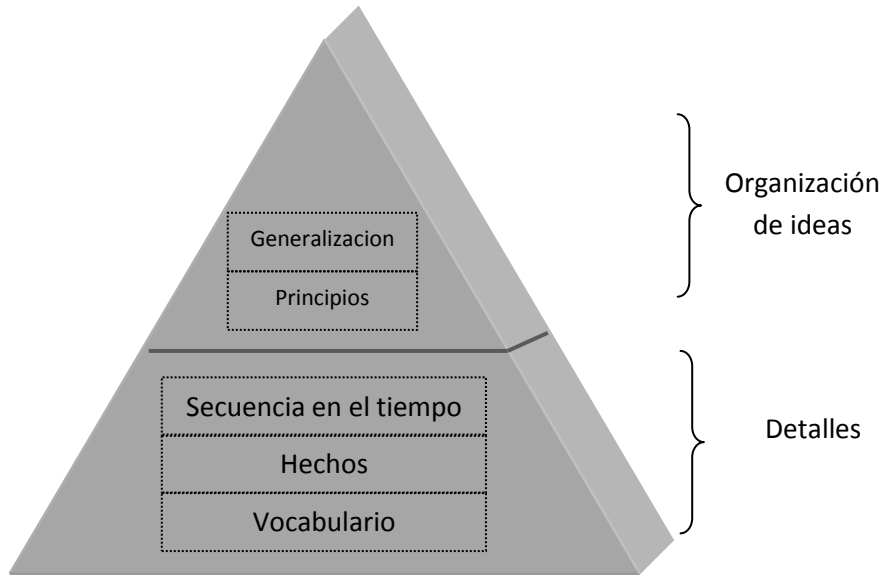 Generalizacion
Principios
Organización
de ideas
Secuencia en el tiempo
Hechos
Vocabulario
Detalles